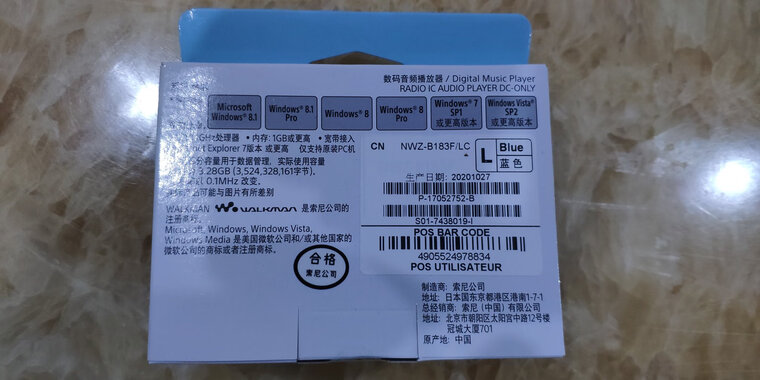 数码音频播放器 / Digital Music Player
RADIO IC AUDIO PLAYER DC-ONLY
Microsoft
Windows® 8.1
Windows® 8.1
Pro
Windows® 8
Windows® 8
Pro
Windows® 7
SP1
或更高版本
Windows Vista®
SP2
或更高版本
GHz处理器 • 内存: 1GB或更高 • 宽带接入
Explorer 7版本 或更高 仅支持原装PC机
分容量用于数据管理, 实际使用容量
3.28GB (3,524,328,161字节).
0.1MHz 改变.
可能与图片有所差别
WALKMAN WALKMAN 是索尼公司的
注册商标.
Microsoft, Windows, Windows Vista,
Windows Media 是美国微软公司和/或其他国家的
微软公司的商标或者注册商标.
合格
索尼公司
CN NWZ-B183F/LC
L
Blue
蓝色
生产日期: 20201027
P-17052752-B
S01-7438019-I
POS BAR CODE
4905524978834
POS UTILISATEUR
制造商: 索尼公司
地址: 日本国东京都港区港南1-7-1
总经销商: 索尼 (中国) 有限公司
地址: 北京市朝阳区太阳宫中路12号
冠城大厦701
原产地: 中国